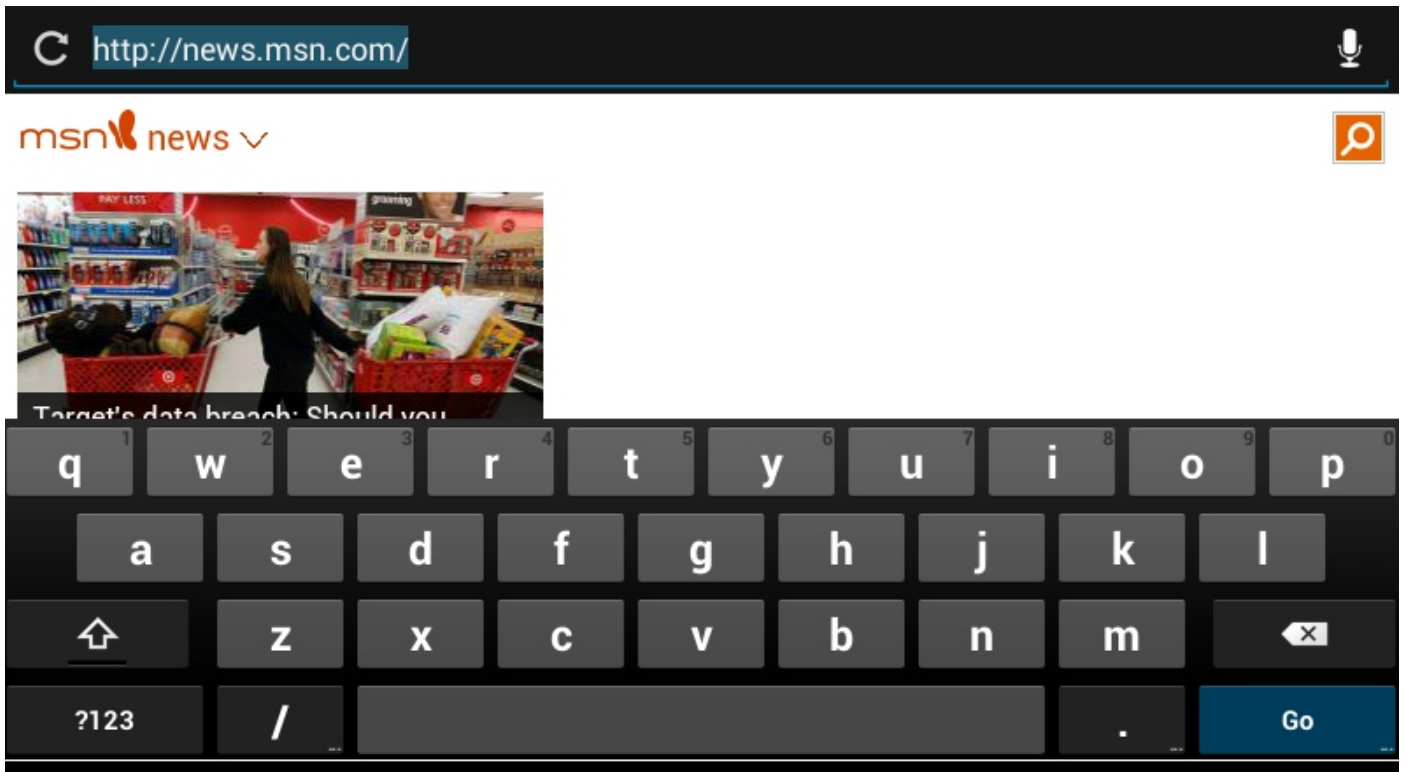 http://news.msn.com/
msn news
PAY LESS
grooming
Target's data breach: Should you
1 2 3 4 5 6 7 8 9 0
q w e r t y u i o p
a s d f g h j k l
z x c v b n m
?123 / . Go